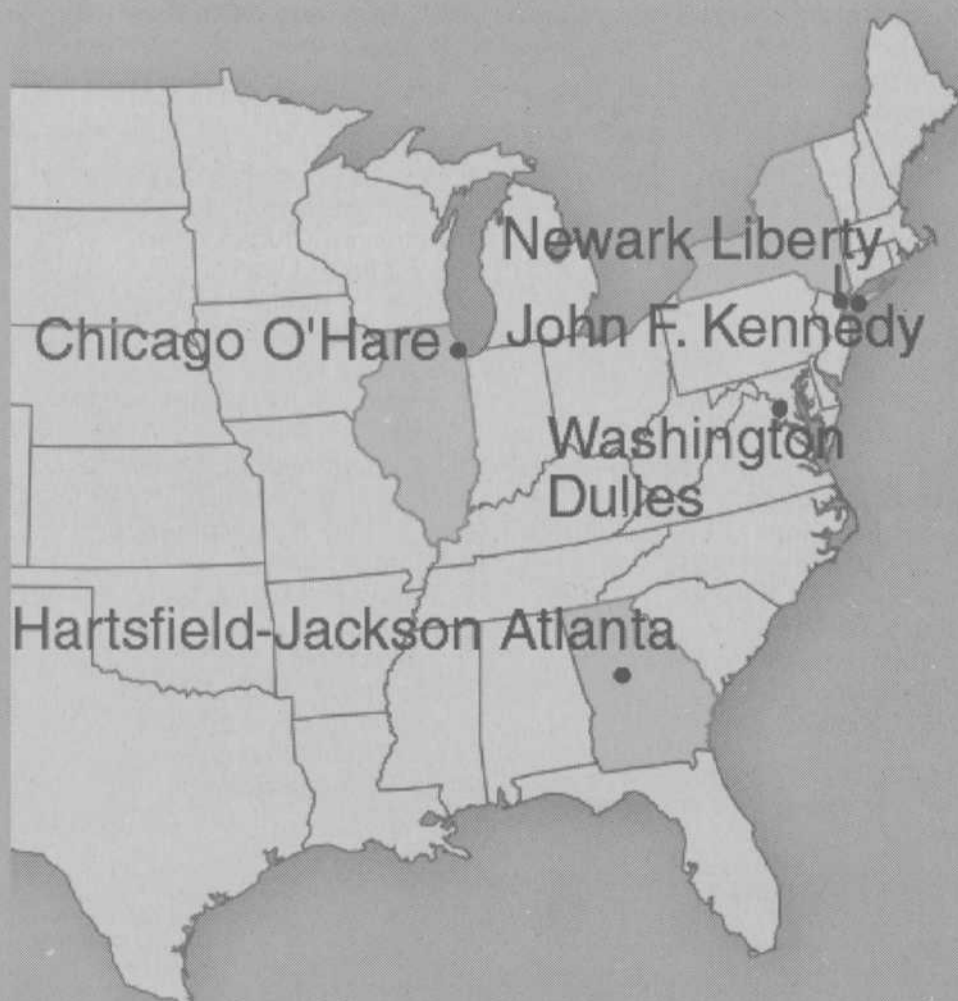 Newark Liberty
John F. Kennedy
Chicago O'Hare
Washington
Dulles
Hartsfield-Jackson Atlanta